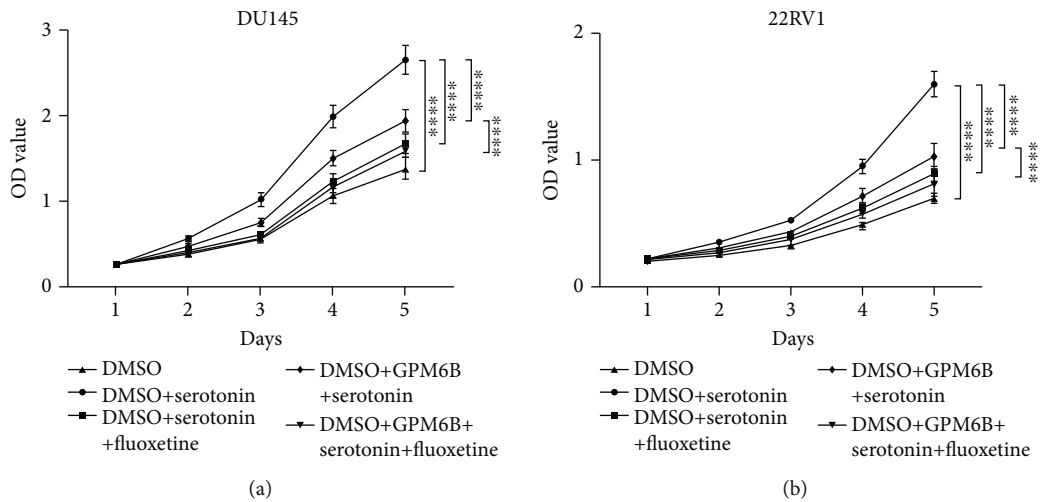 DU145
3
2
1
0
OD value
1 2 3 4 5
Days
****
****
****
****
DMSO
DMSO+serotonin
DMSO+serotonin
+fluoxetine
DMSO+GPM6B
+serotonin
DMSO+GPM6B+
serotonin+fluoxetine
(a)
22RV1
2
1
0
OD value
1 2 3 4 5
Days
****
****
****
****
DMSO
DMSO+serotonin
DMSO+serotonin
+fluoxetine
DMSO+GPM6B
+serotonin
DMSO+GPM6B+
serotonin+fluoxetine
(b)